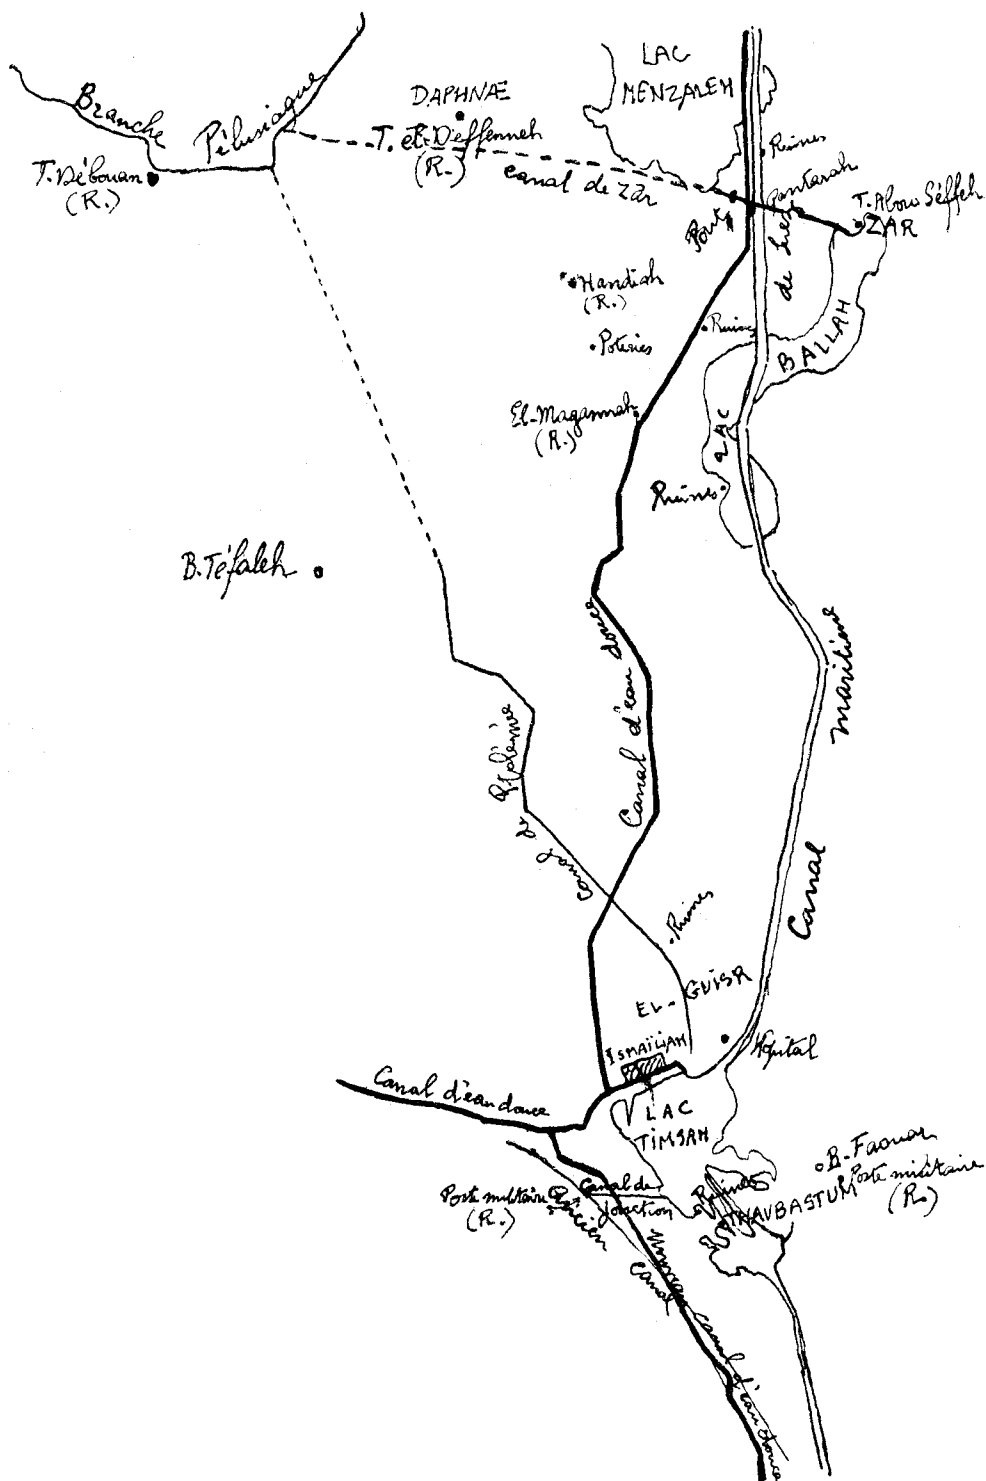 LAC
MENZALEH
Branche
Pélusiaque
DAPHNÆ
T. et-Deffenneh
(R.)
T. Débouan
(R.)
canal de Zar
Ruines
Kantarah
Pont
T. Abou Séffeh
ZAR
Handiah
(R.)
Poteries
Ruines
de Suez
BALLAH
LAC
El-Magannah
(R.)
Ruines
B. Téfaleh
Canal d'eau douce
maritime
Canal
Canal de
Ptolémée
Ruines
EL-GUISR
ISMAÏLIAH
Hôpital
Canal d'eau douce
LAC
TIMSAH
B. Faouar
Poste militaire
(R.)
Ruines
THAUBASTUM
Canal de
jonction
Poste militaire
(R.)
Ancien
Canal
Nouveau canal d'eau douce